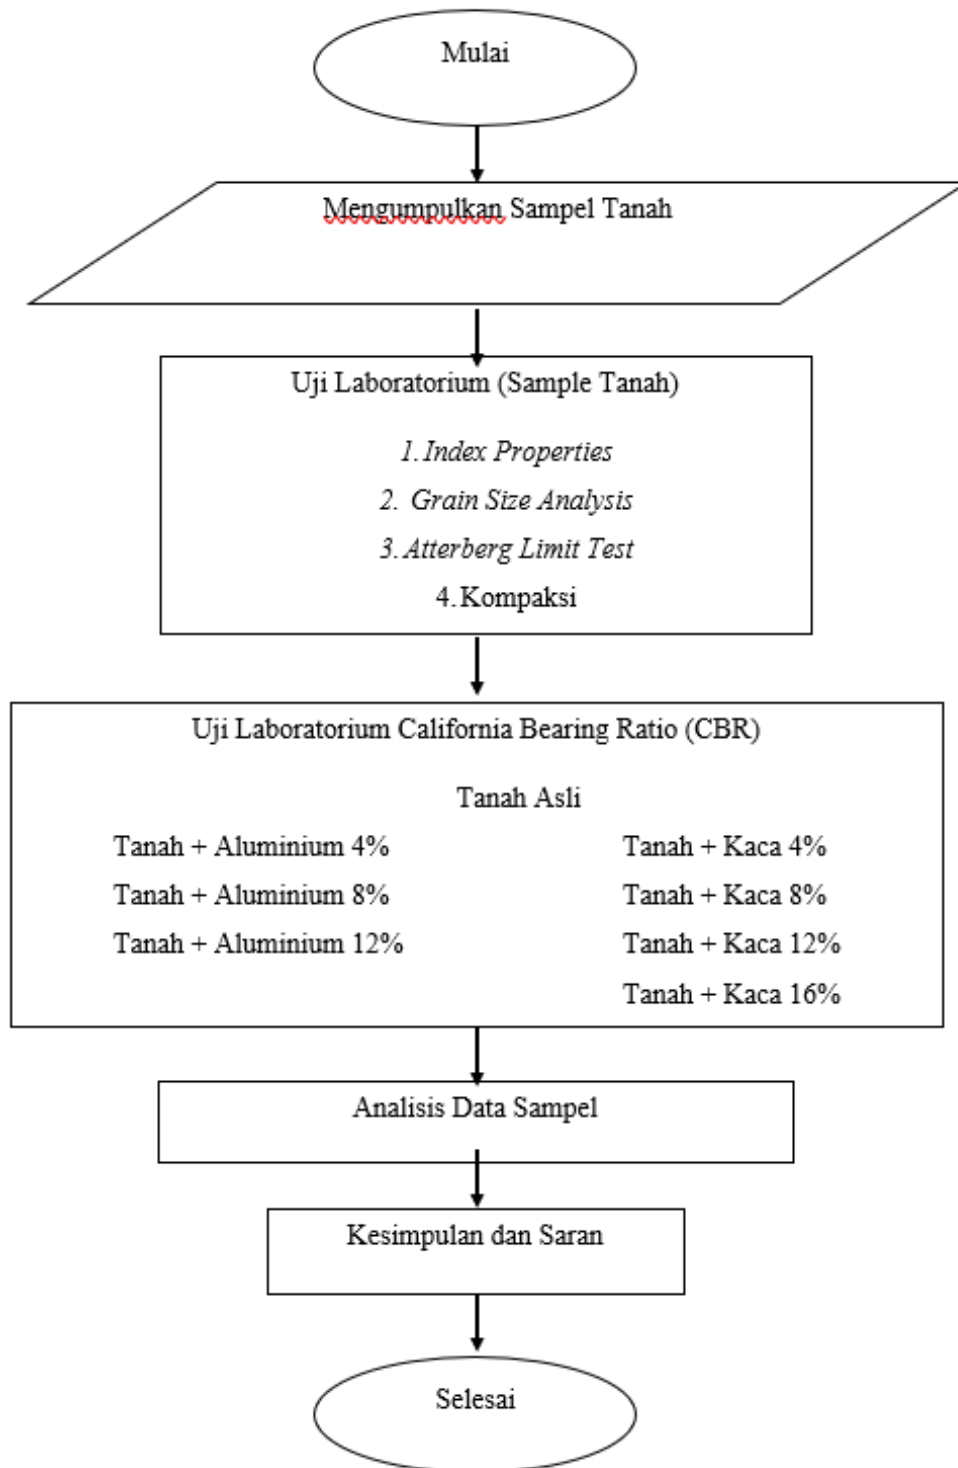 Mulai
Mengumpulkan Sampel Tanah
Uji Laboratorium (Sample Tanah)
1. Index Properties
2. Grain Size Analysis
3. Atterberg Limit Test
4. Kompaksi
Uji Laboratorium California Bearing Ratio (CBR)
Tanah Asli
Tanah + Aluminium 4%
Tanah + Aluminium 8%
Tanah + Aluminium 12%
Tanah + Kaca 4%
Tanah + Kaca 8%
Tanah + Kaca 12%
Tanah + Kaca 16%
Analisis Data Sampel
Kesimpulan dan Saran
Selesai